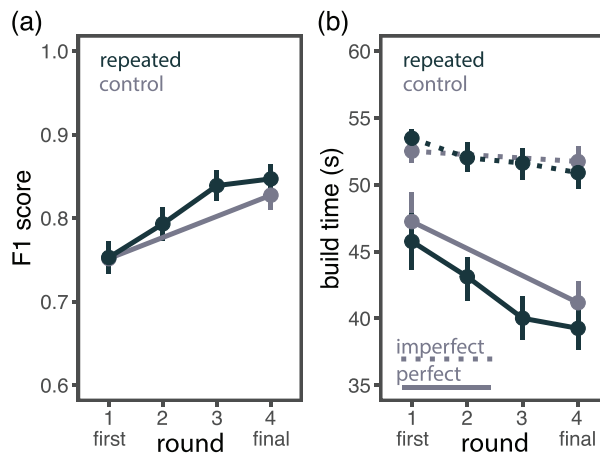 (a)
repeated
control
F1 score
1.0
0.9
0.8
0.7
0.6
1 2 3 4
first final
round
(b)
repeated
control
build time (s)
60
55
50
45
40
35
imperfect
perfect
1 2 3 4
first final
round